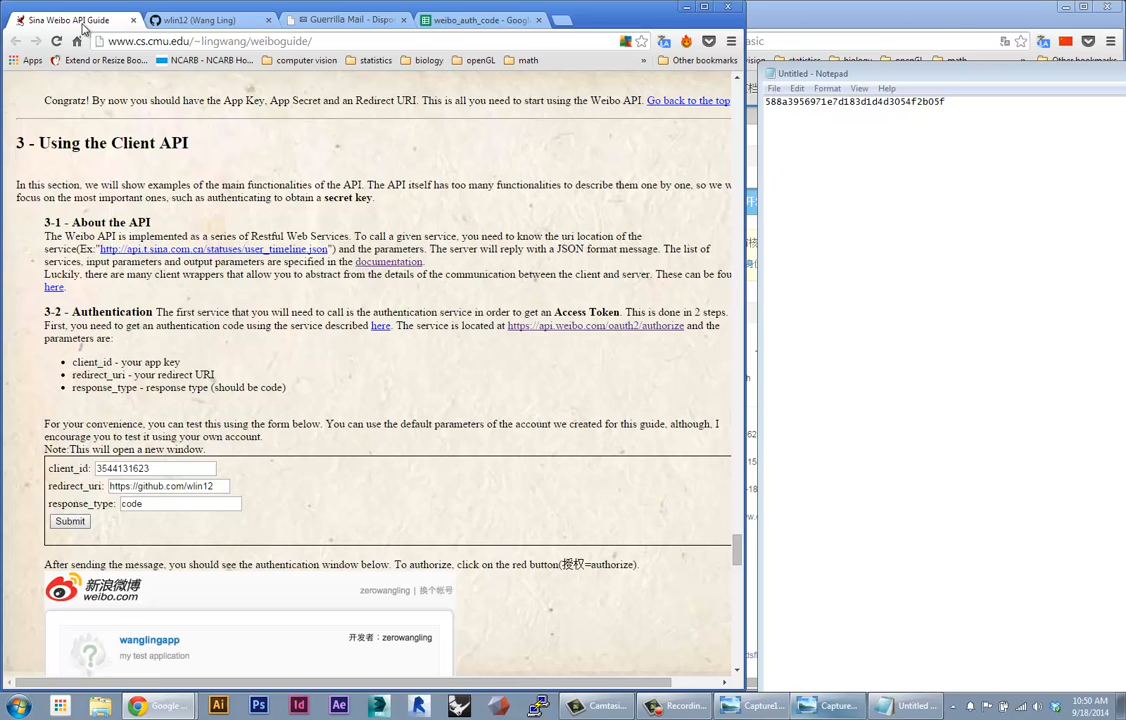 Sina Weibo API Guide
wlin12 (Wang Ling)
Guerrilla Mail - Dispo
weibo_auth_code - Googl
www.cs.cmu.edu/~lingwang/weiboguide/
asic
Apps
Extend or Resize Boo...
NCARB - NCARB Ho...
computer vision
statistics
biology
openGL
math
»
Other bookmarks
ision
statistics
biology
openGL
math
»
Other bookmarks
Untitled - Notepad
File Edit Format View Help
588a3956971e7d183d1d4d3054f2b05f
Congratz! By now you should have the App Key, App Secret and an Redirect URI. This is all you need to start using the Weibo API. Go back to the top
3 - Using the Client API
In this section, we will show examples of the main functionalities of the API. The API itself has too many functionalities to describe them one by one, so we w
focus on the most important ones, such as authenticating to obtain a secret key.
3-1 - About the API
The Weibo API is implemented as a series of Restful Web Services. To call a given service, you need to know the uri location of the
service(Ex:"http://api.t.sina.com.cn/statuses/user_timeline.json") and the parameters. The server will reply with a JSON format message. The list of
services, input parameters and output parameters are specified in the documentation.
Luckily, there are many client wrappers that allow you to abstract from the details of the communication between the client and server. These can be fou
here.
3-2 - Authentication The first service that you will need to call is the authentication service in order to get an Access Token. This is done in 2 steps.
First, you need to get an authentication code using the service described here. The service is located at https://api.weibo.com/oauth2/authorize and the
parameters are:
client_id - your app key
redirect_uri - your redirect URI
response_type - response type (should be code)
For your convenience, you can test this using the form below. You can use the default parameters of the account we created for this guide, although, I
encourage you to test it using your own account.
Note:This will open a new window.
client_id: 3544131623
redirect_uri: https://github.com/wlin12
response_type: code
Submit
After sending the message, you should see the authentication window below. To authorize, click on the red button(授权=authorize).
新浪微博
weibo.com
zerowangling | 换个帐号
wanglingapp
开发者：zerowangling
my test application
Google ...
Ai
Ps
Id
Ae
Camtasi...
Recordin...
Capture1...
Capture...
Untitled ...
10:50 AM
9/18/2014